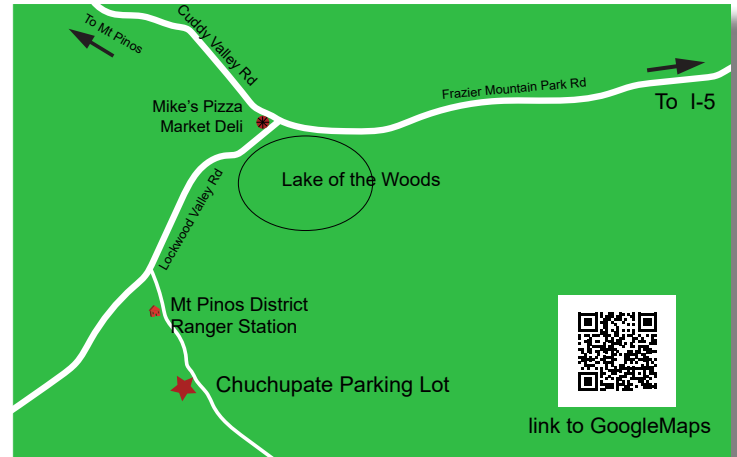 To Mt Pinos
Cuddy Valley Rd
Frazier Mountain Park Rd
To I-5
Mike's Pizza
Market Deli
Lake of the Woods
Lockwood Valley Rd
Mt Pinos District
Ranger Station
Chuchupate Parking Lot
link to GoogleMaps